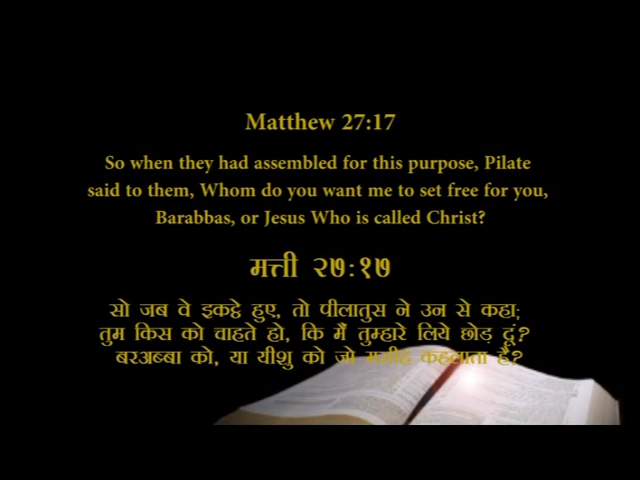 Matthew 27:17
So when they had assembled for this purpose, Pilate
said to them, Whom do you want me to set free for you,
Barabbas, or Jesus Who is called Christ?
मत्ती २७:१७
सो जब वे इकट्ठे हुए, तो पीलातुस ने उन से कहा;
तुम किस को चाहते हो, कि मैं तुम्हारे लिये छोड़ दूं?
बरअब्बा को, या यीशु को जो मसीह कहलाता है?